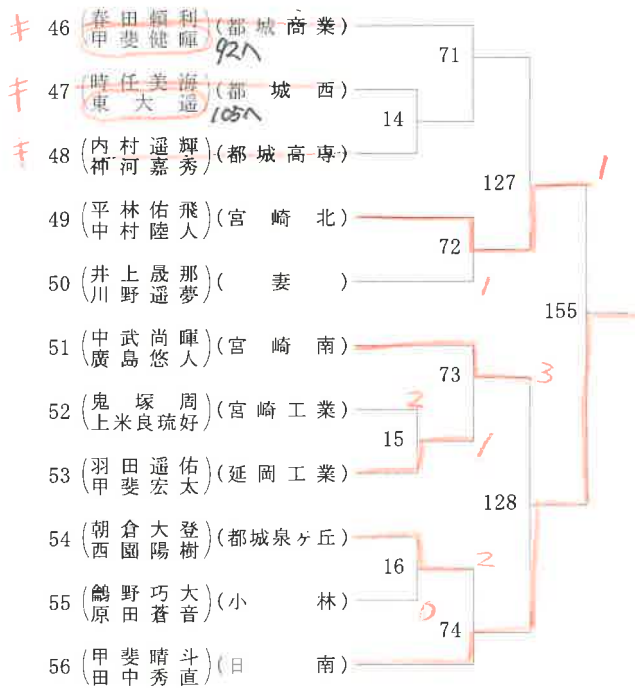 キ 46 (春田頼利 甲斐健暉) (都城商業) 92へ
71
キ 47 (時任美海 東大遥) (都城西) 105へ
14
キ 48 (内村遥輝 神河嘉秀) (都城高専)
127 1
49 (平林佑飛 中村陸人) (宮崎北)
72
50 (井上晟那 川野遥夢) (妻) 1
155
51 (中武尚暉 廣島悠人) (宮崎南)
73 3
52 (鬼塚周 上米良琉好) (宮崎工業) 2
15 1
53 (羽田遥佑 甲斐宏太) (延岡工業)
128
54 (朝倉大登 西園陽樹) (都城泉ヶ丘)
16 2
55 (鸙野巧大 原田蒼音) (小林) 0
74
56 (甲斐晴斗 田中秀直) (日南)